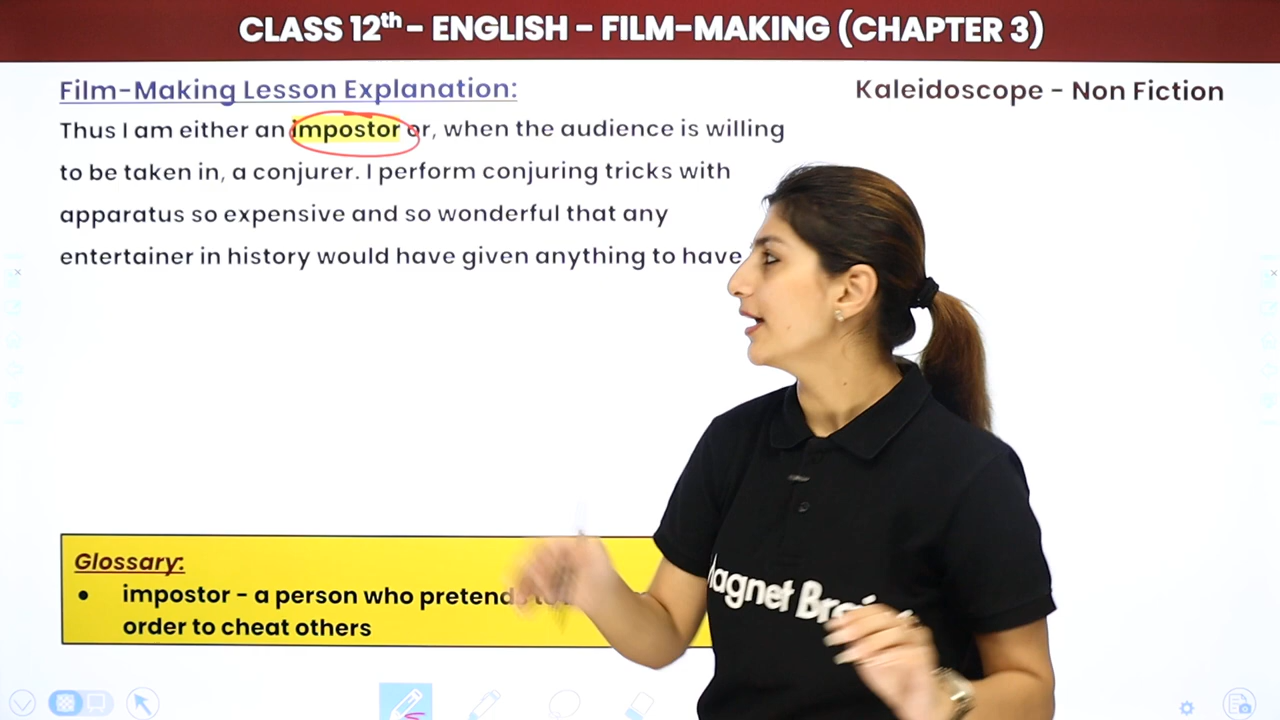 CLASS 12th - ENGLISH - FILM-MAKING (CHAPTER 3)
Film-Making Lesson Explanation:
Kaleidoscope - Non Fiction
Thus I am either an impostor or, when the audience is willing
to be taken in, a conjurer. I perform conjuring tricks with
apparatus so expensive and so wonderful that any
entertainer in history would have given anything to have
Glossary:
• impostor - a person who pretends
order to cheat others
Magnet